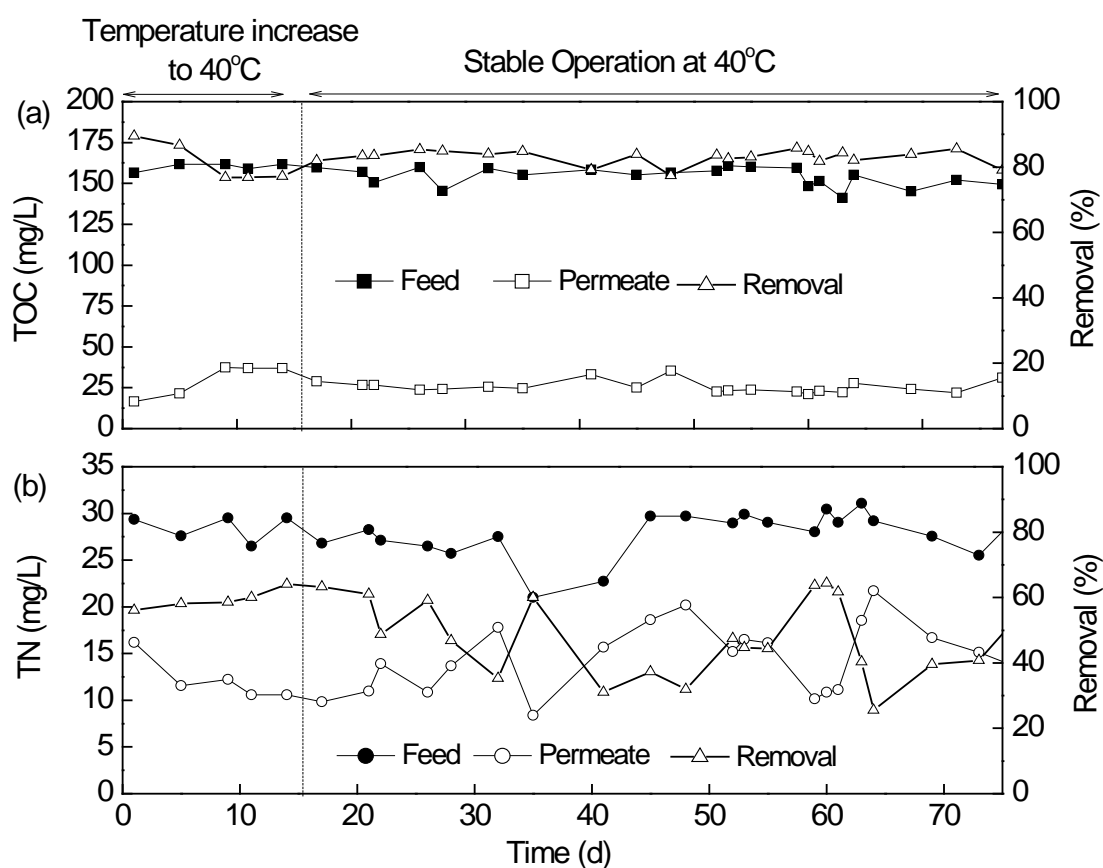 Temperature increase
to 40°C
Stable Operation at 40°C
(a)
200
175
150
125
100
75
50
25
0
TOC (mg/L)
100
80
60
40
20
0
Removal (%)
Feed Permeate Removal
(b)
35
30
25
20
15
10
5
0
TN (mg/L)
100
80
60
40
20
0
Removal (%)
Feed Permeate Removal
0 10 20 30 40 50 60 70
Time (d)